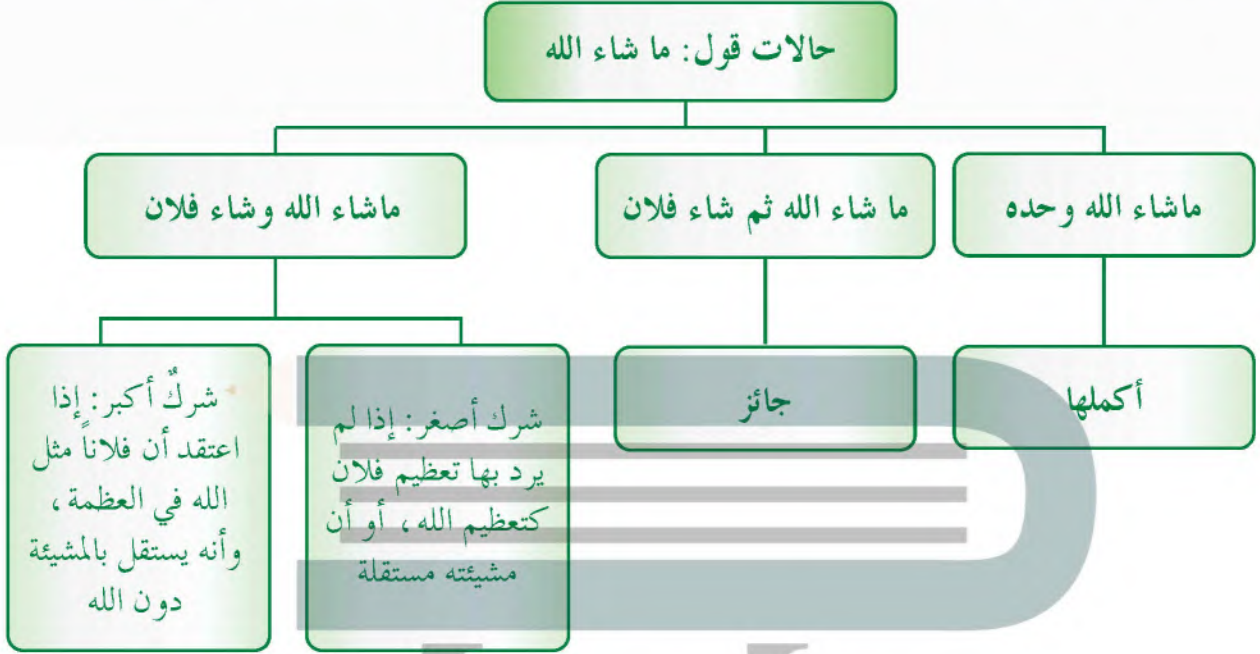 حالات قول: ما شاء الله
ماشاء الله وحده
ما شاء الله ثم شاء فلان
ماشاء الله وشاء فلان
أكملها
جائز
شرك أصغر: إذا لم
يرد بها تعظيم فلان
كتعظيم الله، أو أن
مشيئته مستقلة
شركٌ أكبر: إذا
اعتقد أن فلاناً مثل
الله في العظمة،
وأنه يستقل بالمشيئة
دون الله